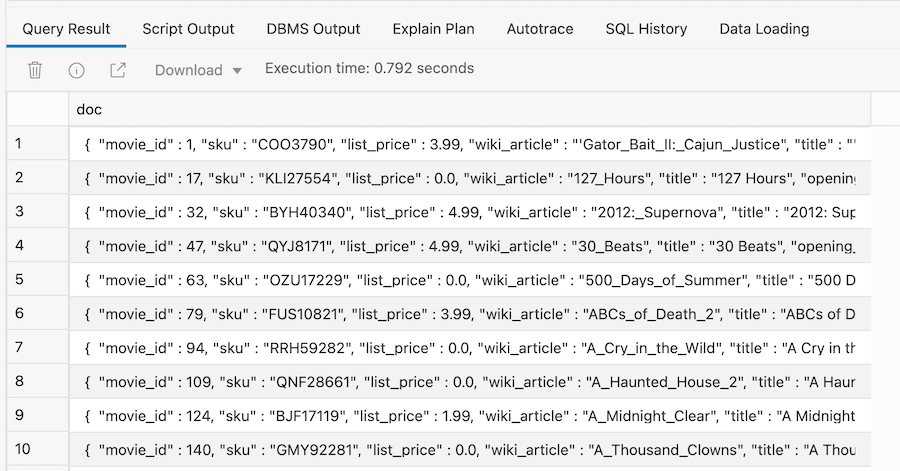 Query Result Script Output DBMS Output Explain Plan Autotrace SQL History Data Loading
Download Execution time: 0.792 seconds
doc
1 { "movie_id" : 1, "sku" : "COO3790", "list_price" : 3.99, "wiki_article" : "'Gator_Bait_II:_Cajun_Justice", "title" : "'
2 { "movie_id" : 17, "sku" : "KLI27554", "list_price" : 0.0, "wiki_article" : "127_Hours", "title" : "127 Hours", "opening
3 { "movie_id" : 32, "sku" : "BYH40340", "list_price" : 4.99, "wiki_article" : "2012:_Supernova", "title" : "2012: Sup
4 { "movie_id" : 47, "sku" : "QYJ8171", "list_price" : 4.99, "wiki_article" : "30_Beats", "title" : "30 Beats", "opening_
5 { "movie_id" : 63, "sku" : "OZU17229", "list_price" : 0.0, "wiki_article" : "500_Days_of_Summer", "title" : "500 D
6 { "movie_id" : 79, "sku" : "FUS10821", "list_price" : 3.99, "wiki_article" : "ABCs_of_Death_2", "title" : "ABCs of D
7 { "movie_id" : 94, "sku" : "RRH59282", "list_price" : 0.0, "wiki_article" : "A_Cry_in_the_Wild", "title" : "A Cry in th
8 { "movie_id" : 109, "sku" : "QNF28661", "list_price" : 0.0, "wiki_article" : "A_Haunted_House_2", "title" : "A Haun
9 { "movie_id" : 124, "sku" : "BJF17119", "list_price" : 1.99, "wiki_article" : "A_Midnight_Clear", "title" : "A Midnight
10 { "movie_id" : 140, "sku" : "GMY92281", "list_price" : 0.0, "wiki_article" : "A_Thousand_Clowns", "title" : "A Thou